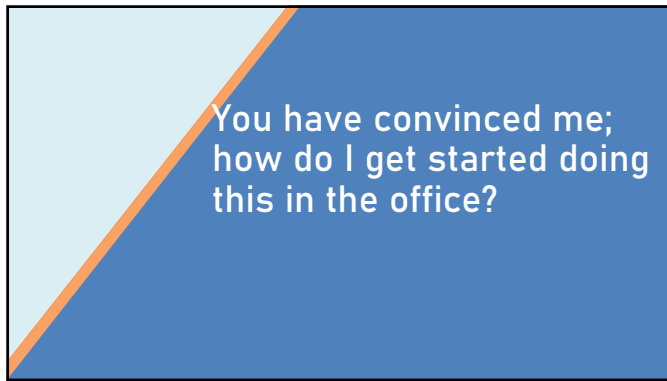 You have convinced me;
how do I get started doing
this in the office?